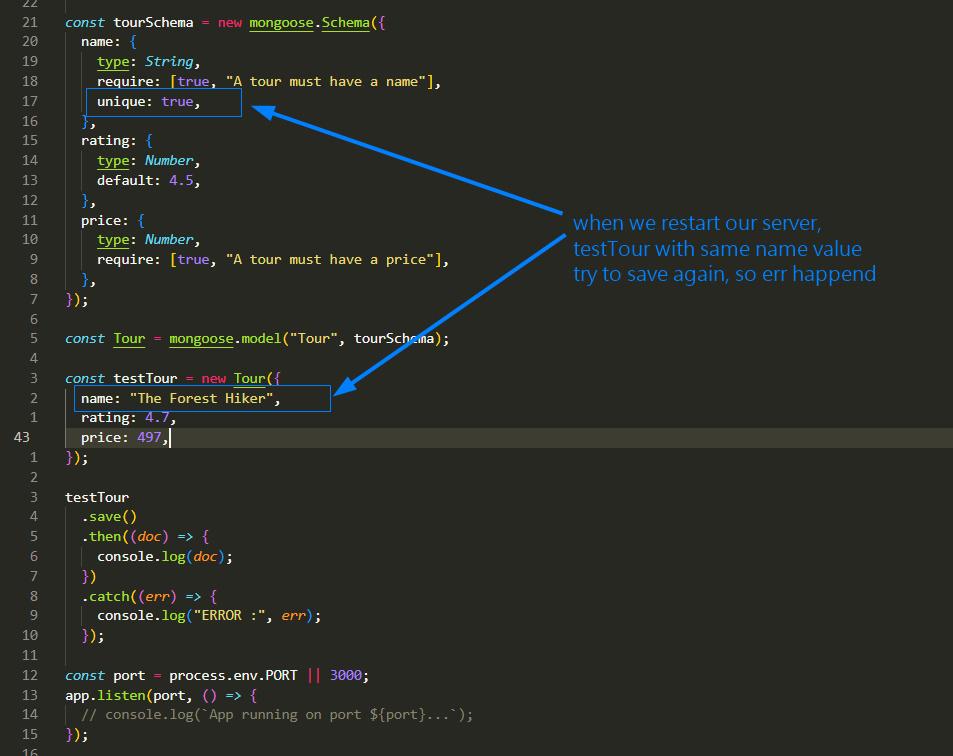 22
21 const tourSchema = new mongoose.Schema({
20 name: {
19 type: String,
18 require: [true, "A tour must have a name"],
17 unique: true,
16 },
15 rating: {
14 type: Number,
13 default: 4.5,
12 },
11 price: {
10 type: Number,
9 require: [true, "A tour must have a price"],
8 },
7 });
6
5 const Tour = mongoose.model("Tour", tourSchema);
4
3 const testTour = new Tour({
2 name: "The Forest Hiker",
1 rating: 4.7,
43 price: 497,
1 });
2
3 testTour
4 .save()
5 .then((doc) => {
6 console.log(doc);
7 })
8 .catch((err) => {
9 console.log("ERROR :", err);
10 });
11
12 const port = process.env.PORT || 3000;
13 app.listen(port, () => {
14 // console.log(`App running on port ${port}...`);
15 });
16
when we restart our server,
testTour with same name value
try to save again, so err happend